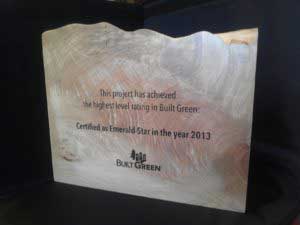 This project has achieved
the highest level rating in Built Green:
Certified as Emerald Star in the year 2013
BUILT GREEN